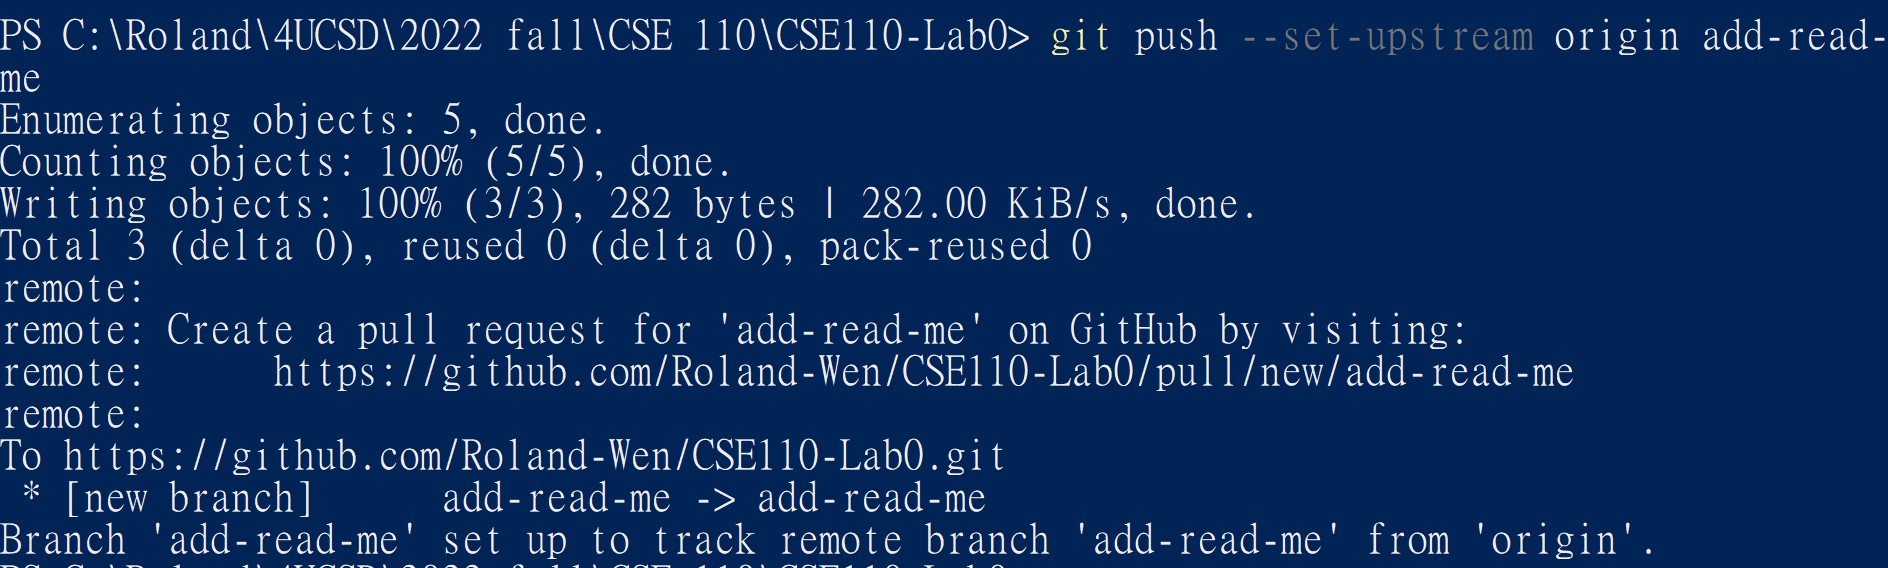 PS C:\Roland\4UCSD\2022 fall\CSE 110\CSE110-Lab0> git push --set-upstream origin add-read-
me
Enumerating objects: 5, done.
Counting objects: 100% (5/5), done.
Writing objects: 100% (3/3), 282 bytes | 282.00 KiB/s, done.
Total 3 (delta 0), reused 0 (delta 0), pack-reused 0
remote:
remote: Create a pull request for 'add-read-me' on GitHub by visiting:
remote:      https://github.com/Roland-Wen/CSE110-Lab0/pull/new/add-read-me
remote:
To https://github.com/Roland-Wen/CSE110-Lab0.git
 * [new branch]      add-read-me -> add-read-me
Branch 'add-read-me' set up to track remote branch 'add-read-me' from 'origin'.